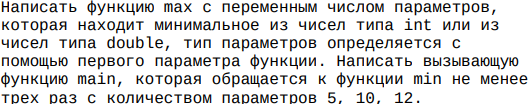 Написать функцию max с переменным числом параметров,
которая находит минимальное из чисел типа int или из
чисел типа double, тип параметров определяется с
помощью первого параметра функции. Написать вызывающую
функцию main, которая обращается к функции min не менее
трех раз с количеством параметров 5, 10, 12.